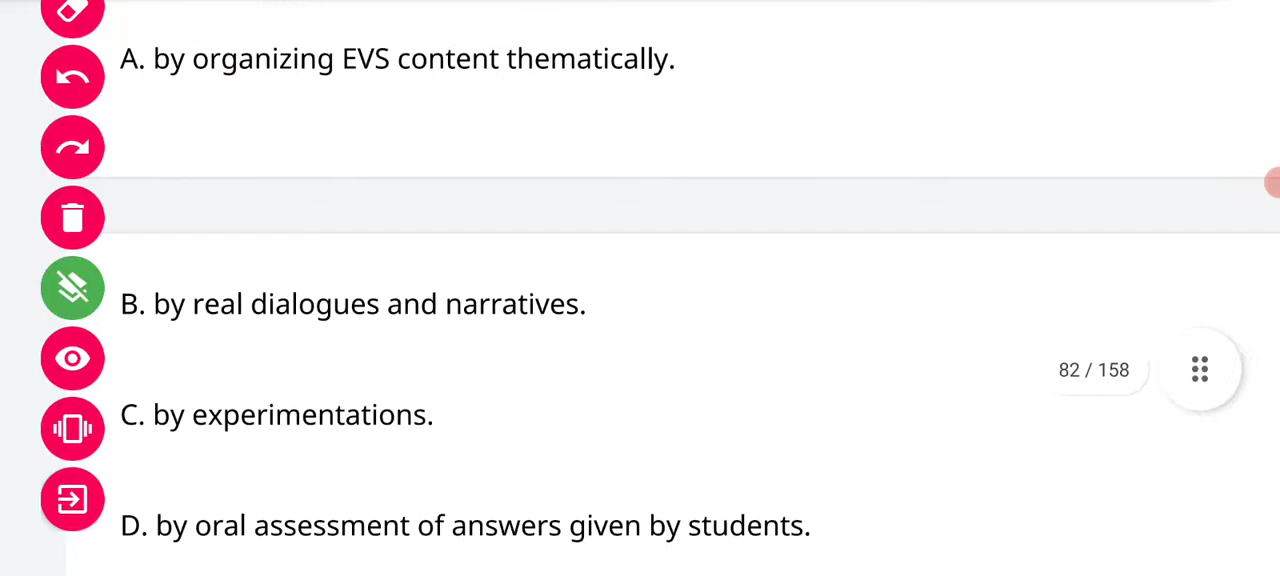 A. by organizing EVS content thematically.
B. by real dialogues and narratives.
82 / 158
C. by experimentations.
D. by oral assessment of answers given by students.